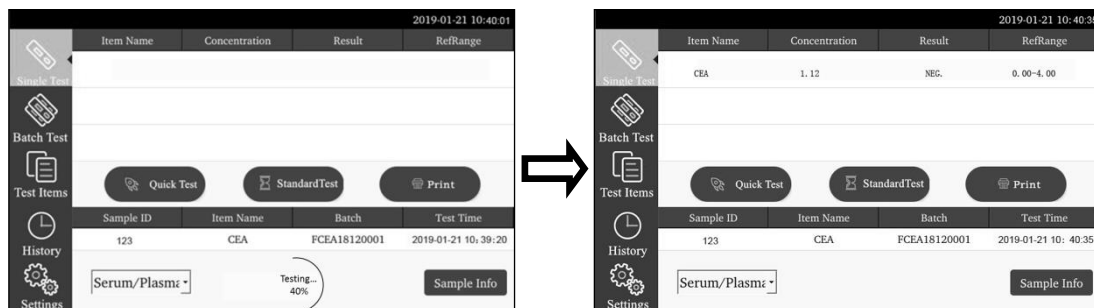 2019-01-21 10:40:01
Item Name Concentration Result RefRange
Single Test
Batch Test
Test Items
Quick Test StandardTest Print
Sample ID Item Name Batch Test Time
123 CEA FCEA18120001 2019-01-21 10:39:20
History
Serum/Plasma Testing... 40% Sample Info
Settings
2019-01-21 10:40:35
Item Name Concentration Result RefRange
CEA 1.12 NEG. 0.00~4.00
Single Test
Batch Test
Test Items
Quick Test StandardTest Print
Sample ID Item Name Batch Test Time
123 CEA FCEA18120001 2019-01-21 10: 40:35
History
Serum/Plasma Sample Info
Settings